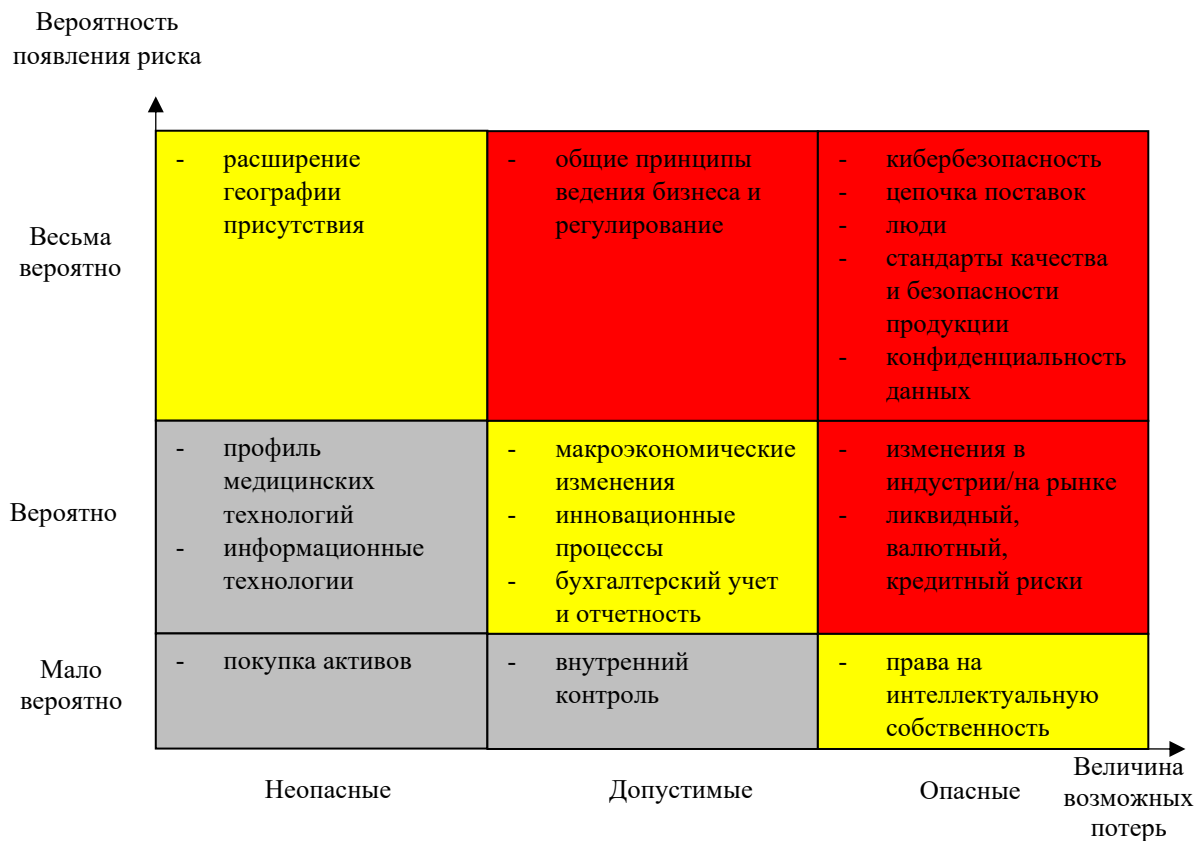 Вероятность
появления риска
Весьма
вероятно
- расширение
географии
присутствия
- общие принципы
ведения бизнеса и
регулирование
- кибербезопасность
- цепочка поставок
- люди
- стандарты качества
и безопасности
продукции
- конфиденциальность
данных
Вероятно
- профиль
медицинских
технологий
- информационные
технологии
- макроэкономические
изменения
- инновационные
процессы
- бухгалтерский учет
и отчетность
- изменения в
индустрии/на рынке
- ликвидный,
валютный,
кредитный риски
Мало
вероятно
- покупка активов
- внутренний
контроль
- права на
интеллектуальную
собственность
Неопасные
Допустимые
Опасные
Величина
возможных
потерь